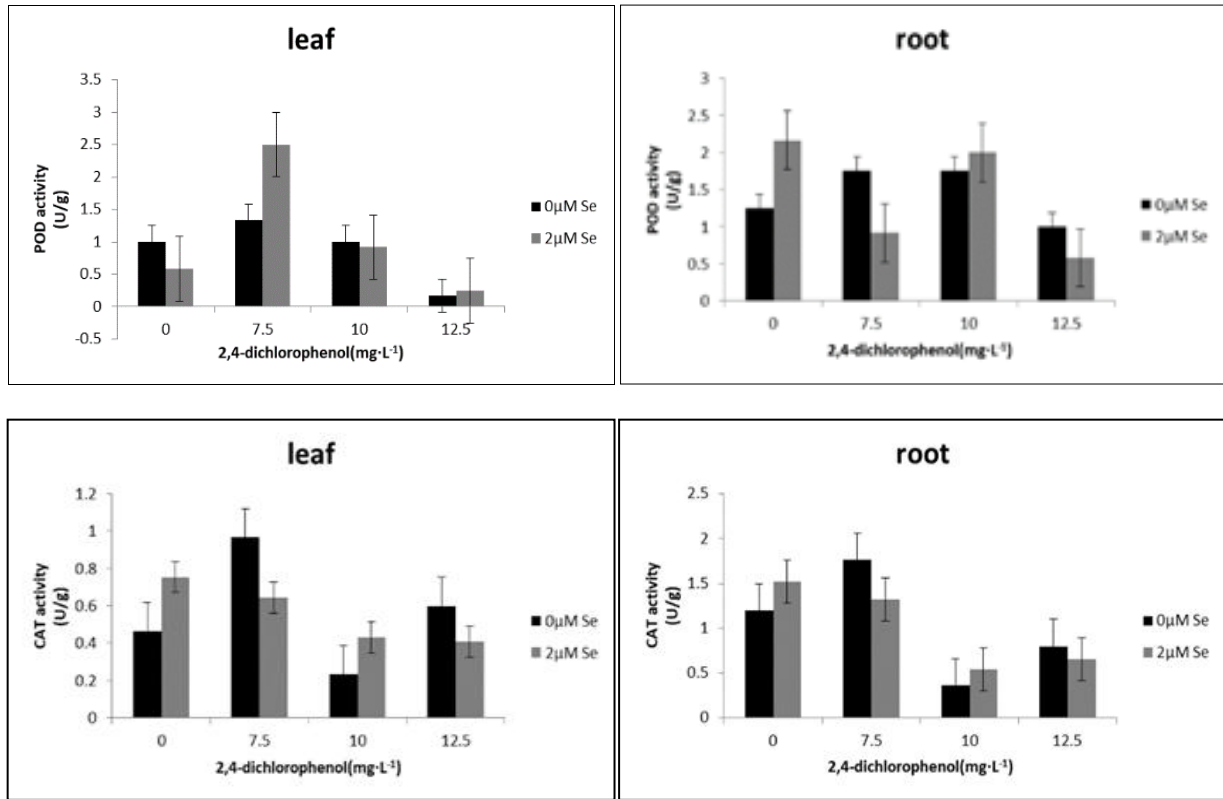 leaf
3.5
3
2.5
2
1.5
1
0.5
0
-0.5
POD activity
(U/g)
0 7.5 10 12.5
2,4-dichlorophenol(mg·L⁻¹)
0μM Se
2μM Se
root
3
2.5
2
1.5
1
0.5
0
POD activity
(U/g)
0 7.5 10 12.5
2,4-dichlorophenol(mg·L⁻¹)
0μM Se
2μM Se
leaf
1.2
1
0.8
0.6
0.4
0.2
0
CAT activity
(U/g)
0 7.5 10 12.5
2,4-dichlorophenol(mg·L⁻¹)
0μM Se
2μM Se
root
2.5
2
1.5
1
0.5
0
CAT activity
(U/g)
0 7.5 10 12.5
2,4-dichlorophenol(mg·L⁻¹)
0μM Se
2μM Se